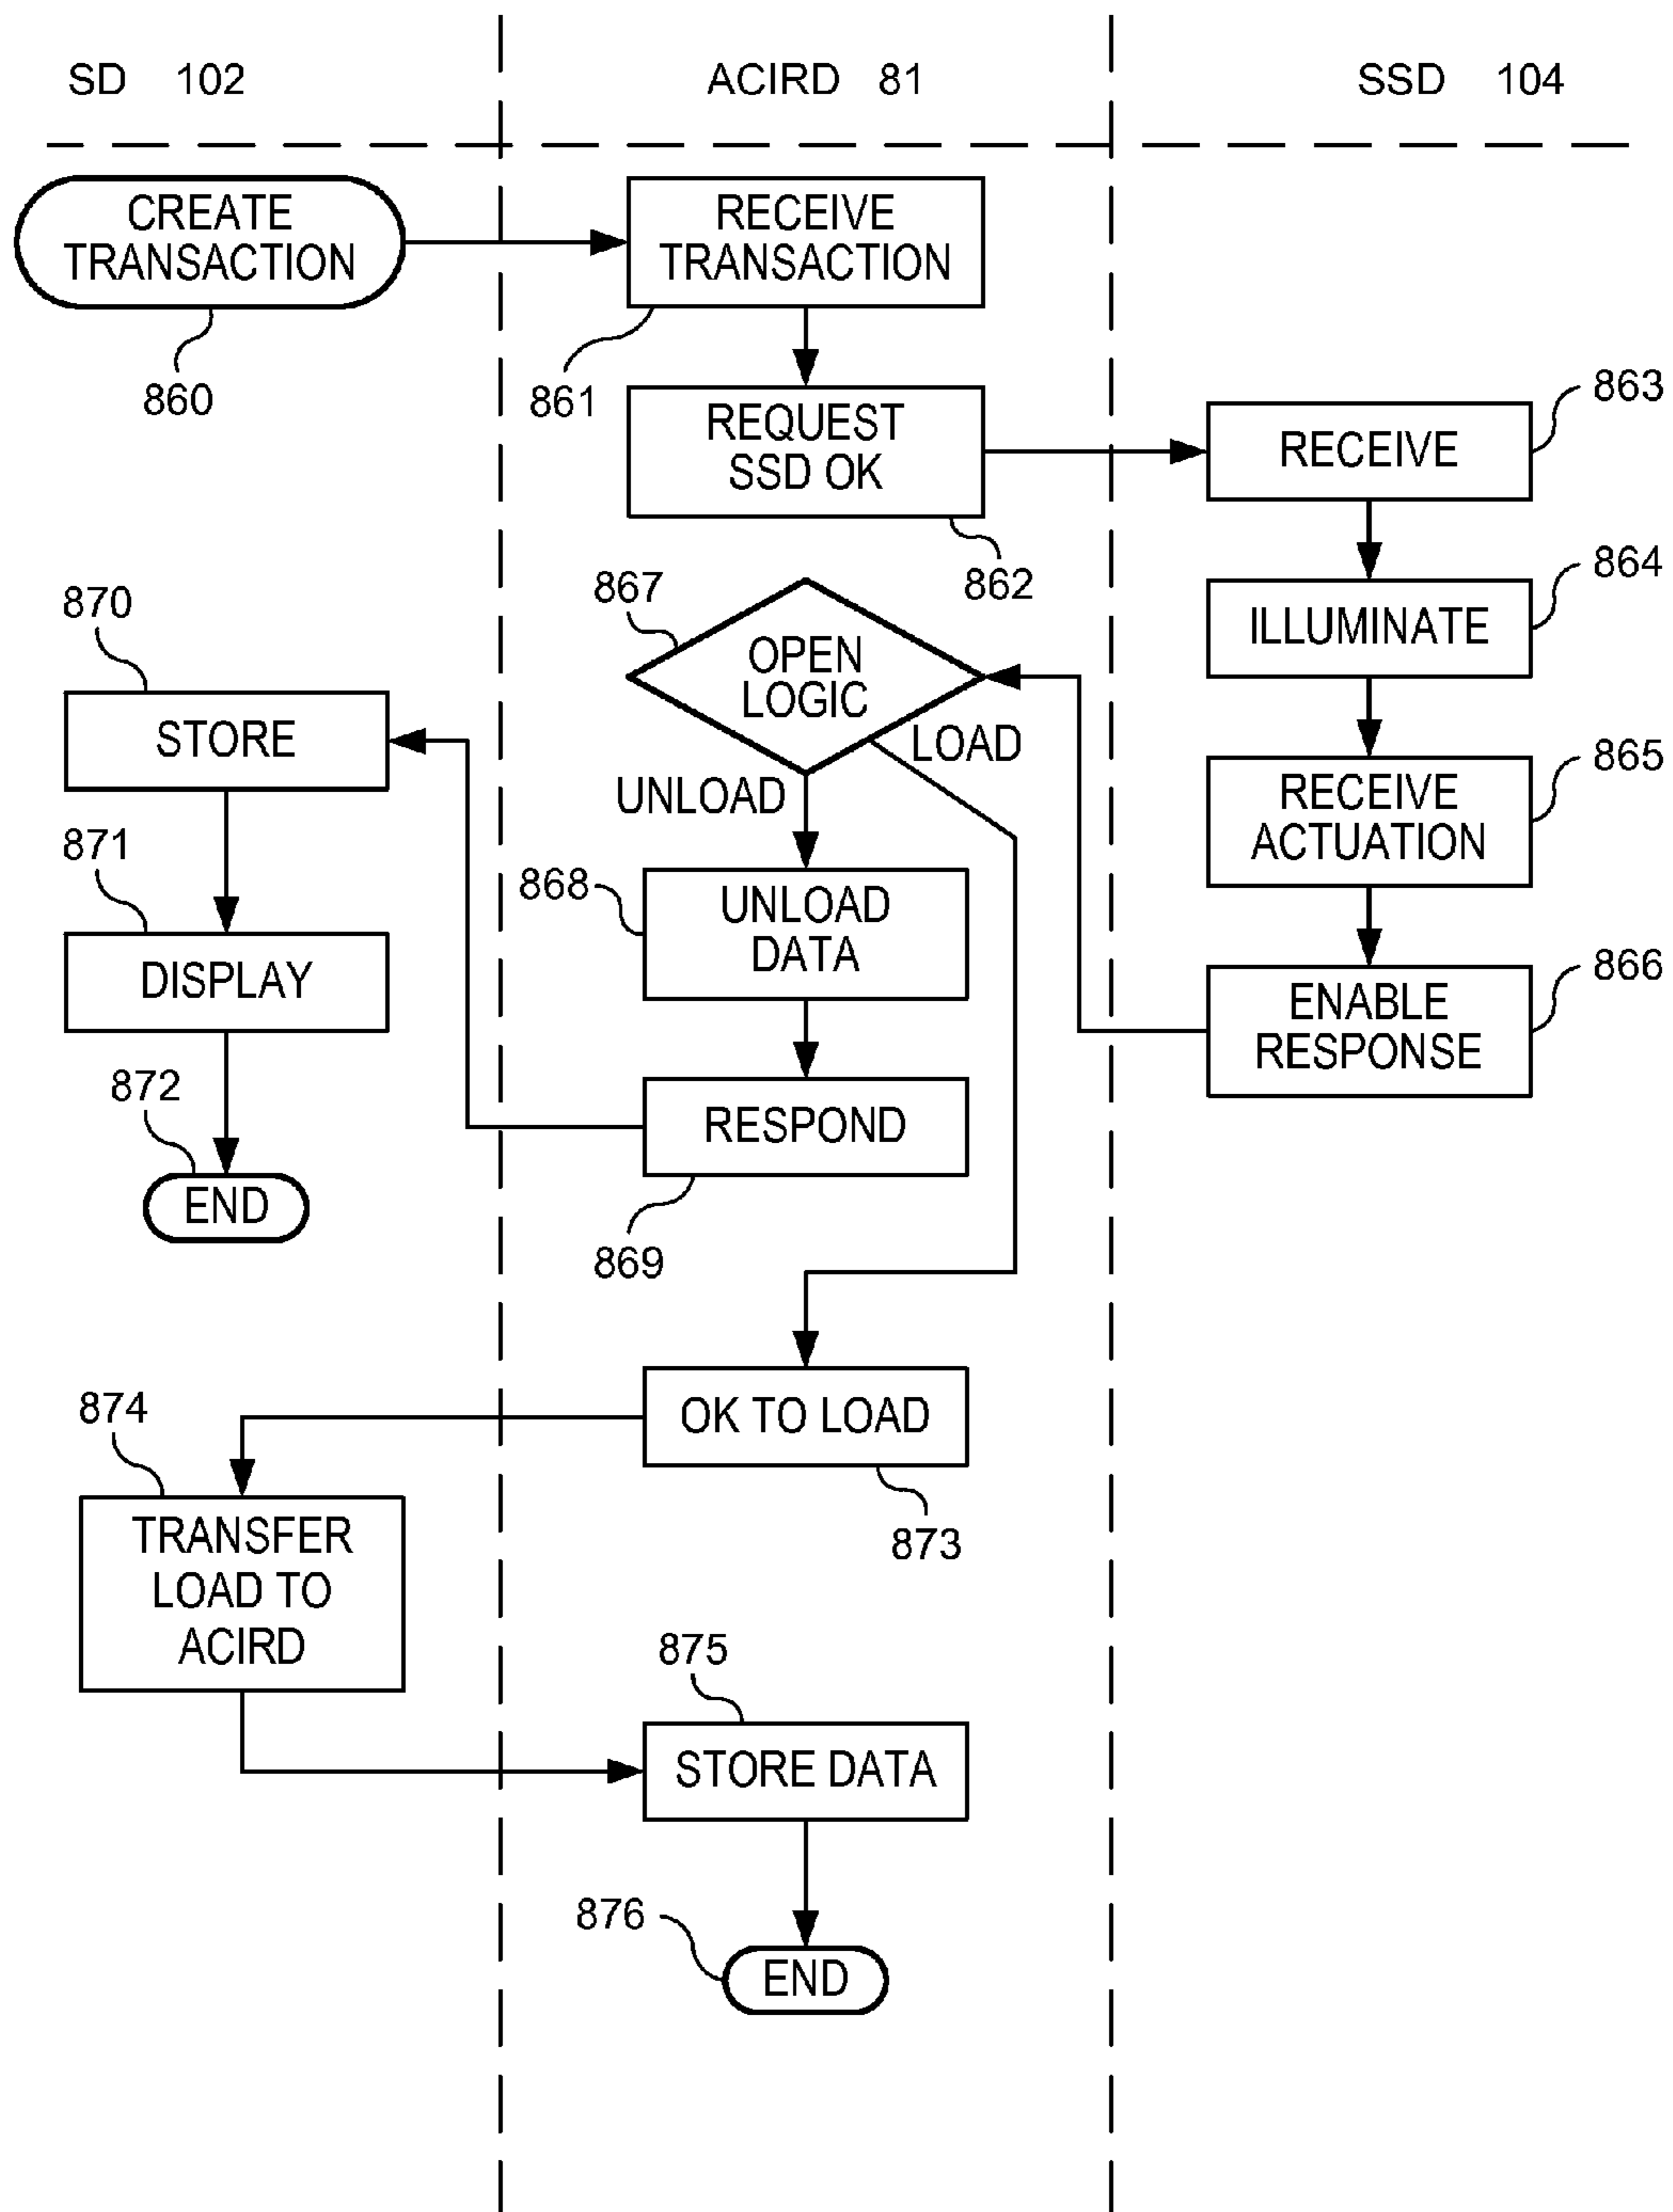 SD 102
ACIRD 81
SSD 104
CREATE
TRANSACTION
860
RECEIVE
TRANSACTION
861
REQUEST
SSD OK
862
RECEIVE
863
ILLUMINATE
864
RECEIVE
ACTUATION
865
ENABLE
RESPONSE
866
867
OPEN
LOGIC
LOAD
UNLOAD
868
UNLOAD
DATA
RESPOND
869
870
STORE
871
DISPLAY
872
END
OK TO LOAD
873
874
TRANSFER
LOAD TO
ACIRD
875
STORE DATA
876
END